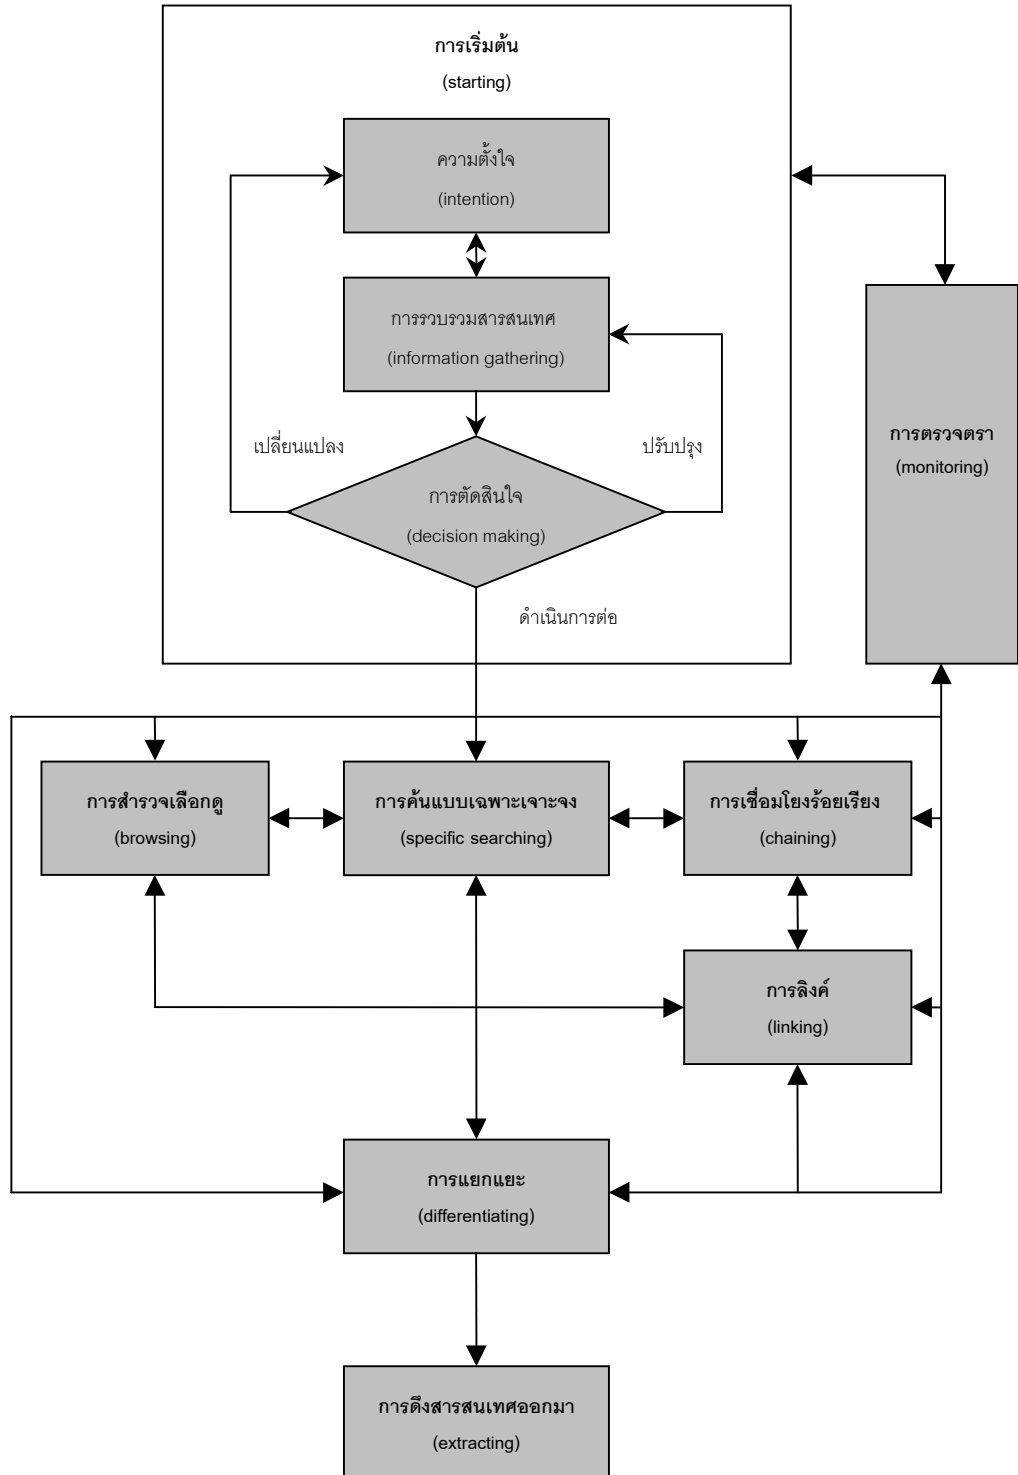 การเริ่มต้น
(starting)
ความตั้งใจ
(intention)
การรวบรวมสารสนเทศ
(information gathering)
เปลี่ยนแปลง
ปรับปรุง
การตัดสินใจ
(decision making)
ดำเนินการต่อ
การตรวจตรา
(monitoring)
การสำรวจเลือกดู
(browsing)
การค้นแบบเฉพาะเจาะจง
(specific searching)
การเชื่อมโยงร้อยเรียง
(chaining)
การลิงค์
(linking)
การแยกแยะ
(differentiating)
การดึงสารสนเทศออกมา
(extracting)